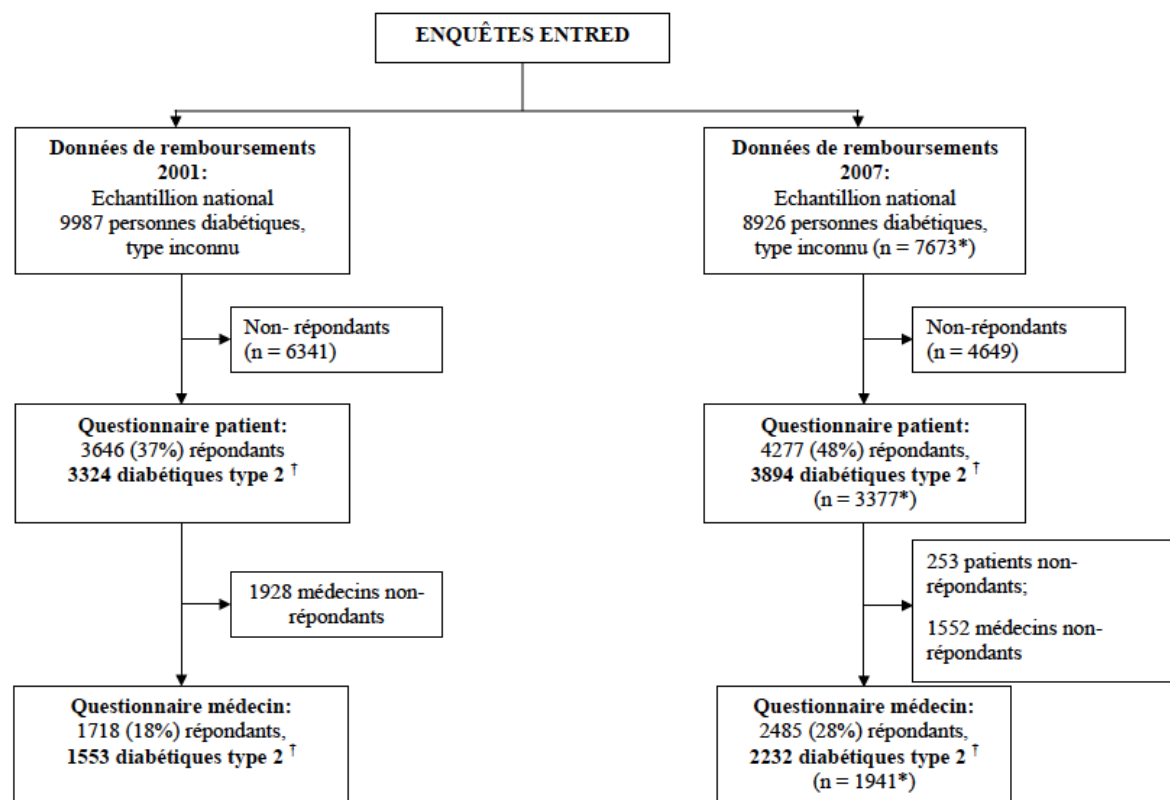 ENQUÊTES ENTRED
Données de remboursements
2001:
Echantillion national
9987 personnes diabétiques,
type inconnu
Non- répondants
(n = 6341)
Questionnaire patient:
3646 (37%) répondants
3324 diabétiques type 2 †
1928 médecins non-
répondants
Questionnaire médecin:
1718 (18%) répondants,
1553 diabétiques type 2 †
Données de remboursements
2007:
Echantillion national
8926 personnes diabétiques,
type inconnu (n = 7673*)
Non-répondants
(n = 4649)
Questionnaire patient:
4277 (48%) répondants,
3894 diabétiques type 2 †
(n = 3377*)
253 patients non-
répondants;
1552 médecins non-
répondants
Questionnaire médecin:
2485 (28%) répondants,
2232 diabétiques type 2 †
(n = 1941*)